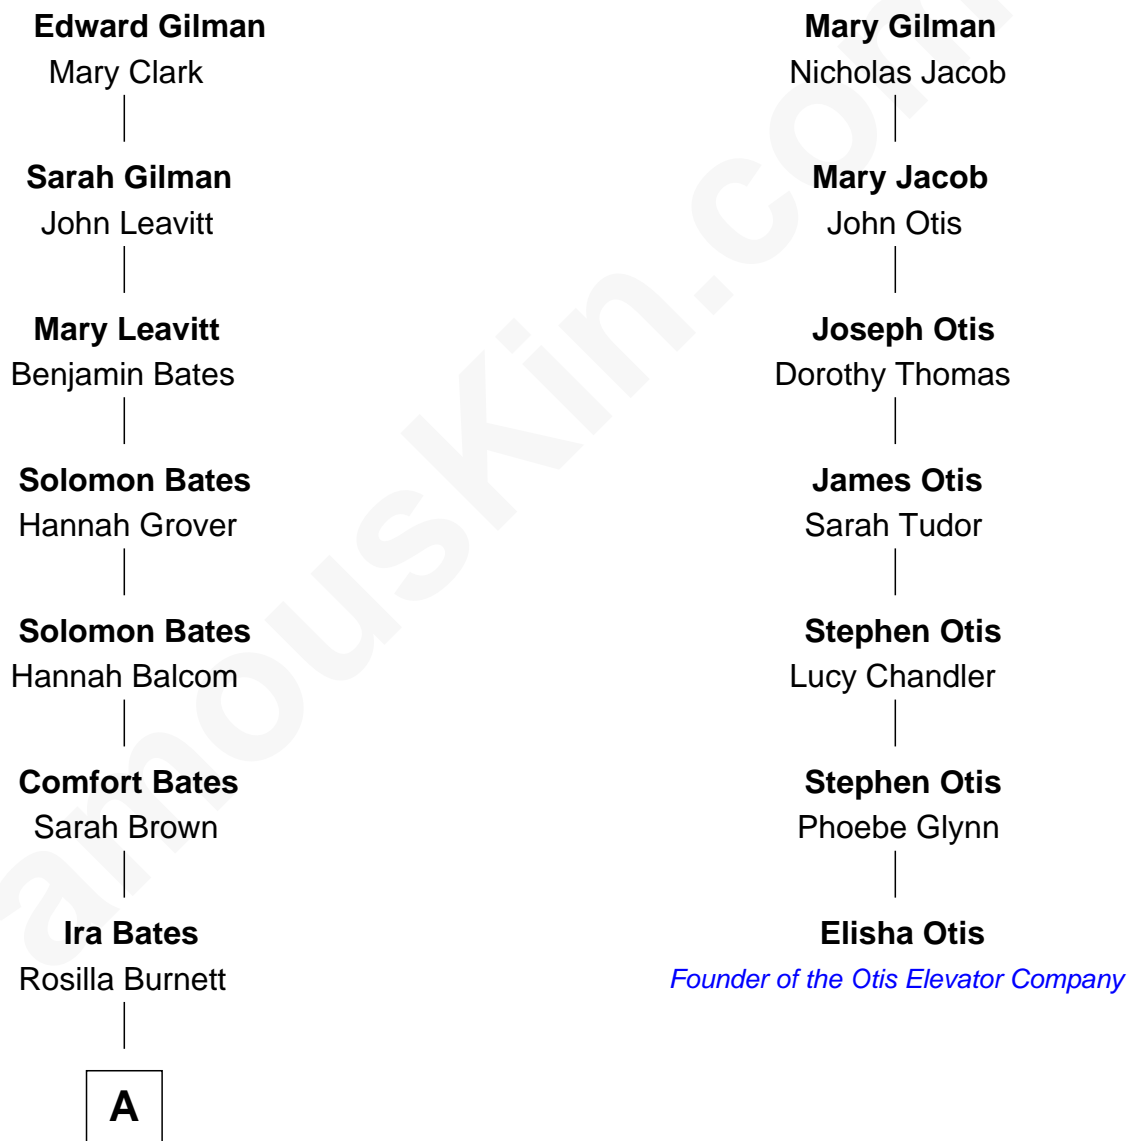 Edward Gilman
Mary Clark
Sarah Gilman
John Leavitt
Mary Leavitt
Benjamin Bates
Solomon Bates
Hannah Grover
Solomon Bates
Hannah Balcom
Comfort Bates
Sarah Brown
Ira Bates
Rosilla Burnett
A
Mary Gilman
Nicholas Jacob
Mary Jacob
John Otis
Joseph Otis
Dorothy Thomas
James Otis
Sarah Tudor
Stephen Otis
Lucy Chandler
Stephen Otis
Phoebe Glynn
Elisha Otis
Founder of the Otis Elevator Company
amousKin.com